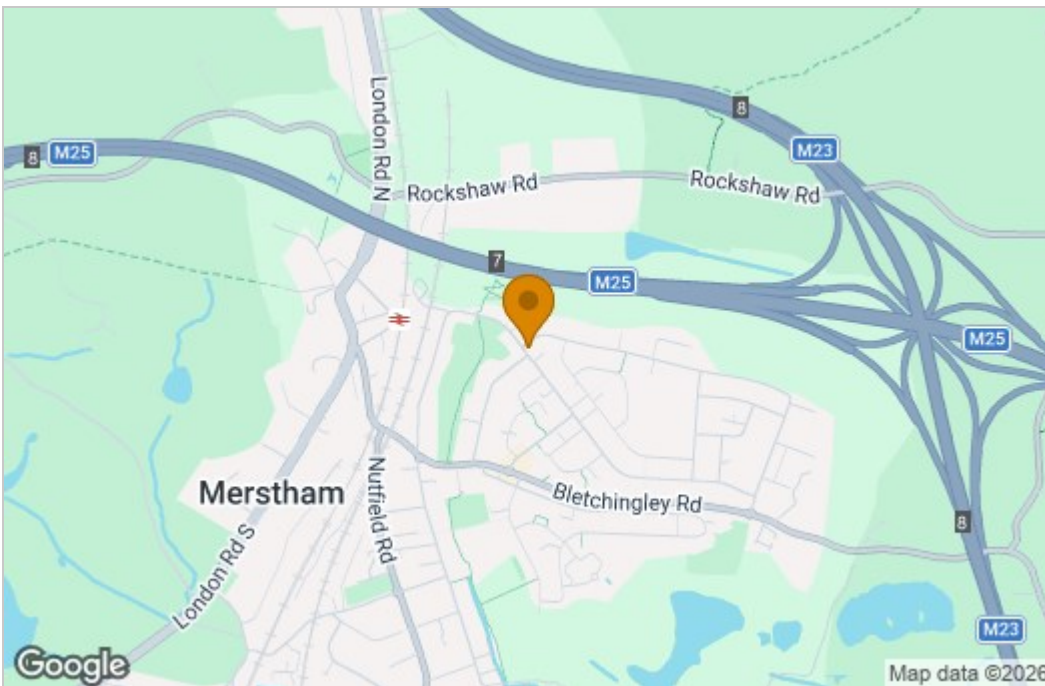 London Rd N
8
M25
8
M23
Rockshaw Rd
Rockshaw Rd
7
M25
M25
Merstham
Nutfield Rd
Bletchingley Rd
London Rd S
8
M23
Google
Map data ©2026